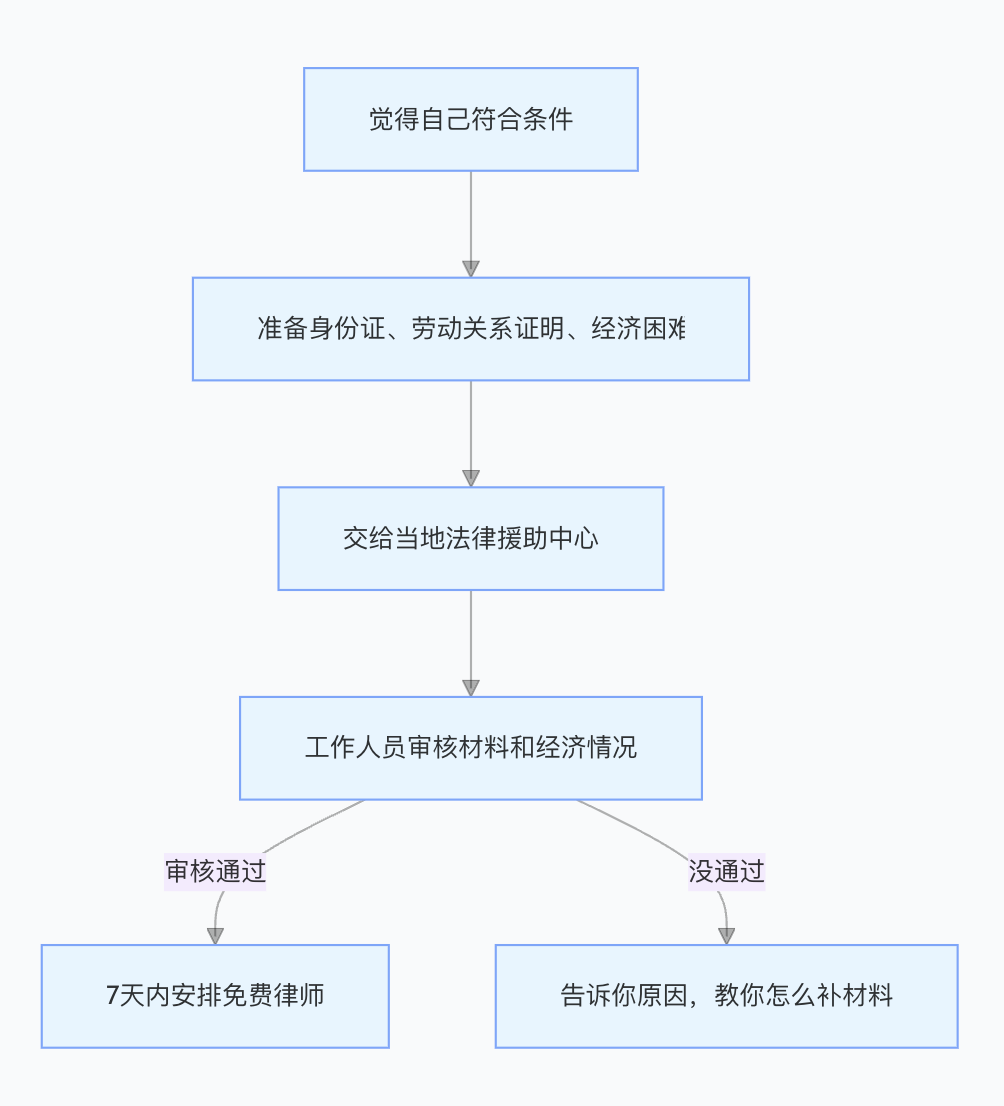 觉得自己符合条件
准备身份证、劳动关系证明、经济困难
交给当地法律援助中心
工作人员审核材料和经济情况
审核通过
没通过
7天内安排免费律师
告诉你原因，教你怎么补材料